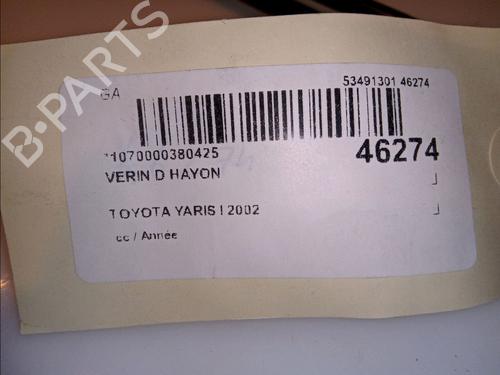 B-PARTS
GA
53491301 46274
*1070000380425
46274
VERIN D HAYON
TOYOTA YARIS I 2002
cc / Année